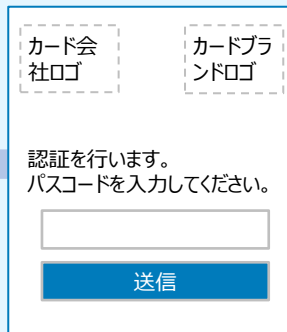 カード会
社ロゴ
カードブラ
ンドロゴ
認証を行います。
パスコードを入力してください。
送信